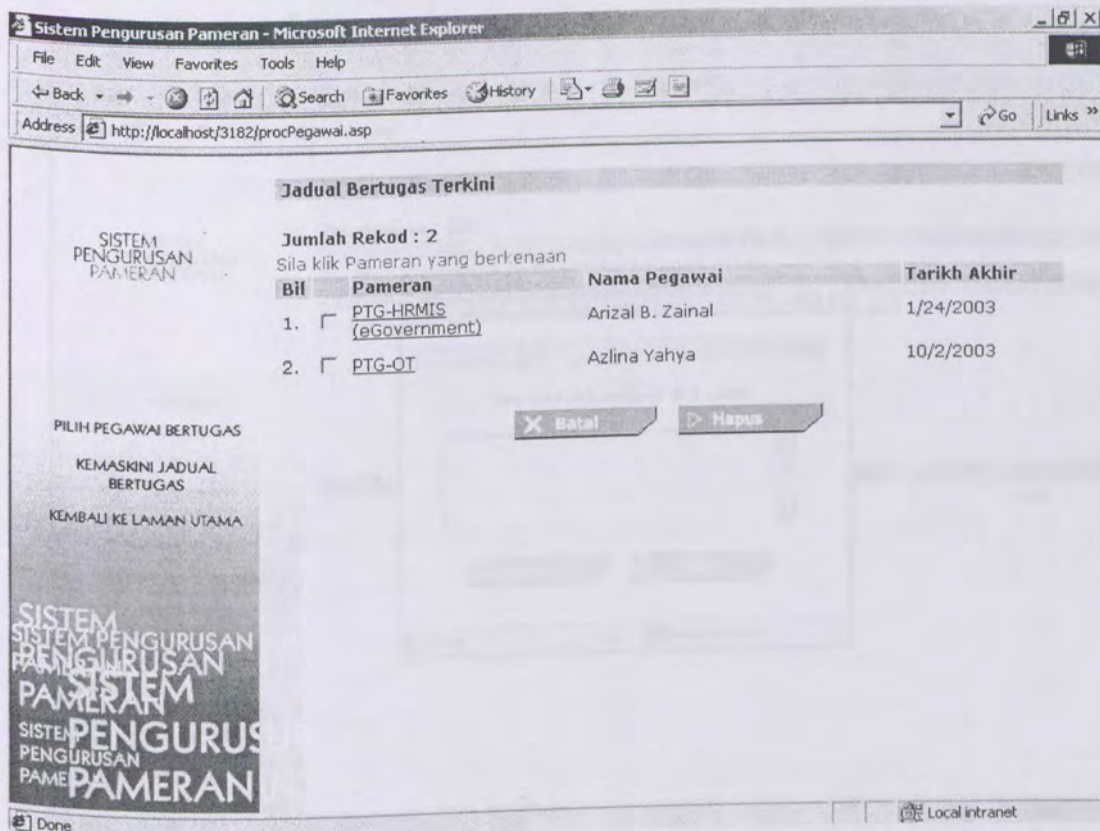 Sistem Pengurusan Pameran - Microsoft Internet Explorer
File Edit View Favorites Tools Help
Back Search Favorites History
Address http://localhost/3182/procPegawai.asp Go Links »
Jadual Bertugas Terkini
SISTEM
PENGURUSAN
PAMERAN
Jumlah Rekod : 2
Sila klik Pameran yang berkenaan
Bil Pameran Nama Pegawai Tarikh Akhir
1. PTG-HRMIS Arizal B. Zainal 1/24/2003
(eGovernment)
2. PTG-OT Azlina Yahya 10/2/2003
Batal Hapus
PILIH PEGAWAI BERTUGAS
KEMASKINI JADUAL
BERTUGAS
KEMBALI KE LAMAN UTAMA
SISTEM
SISTEM PENGURUSAN
PENGURUSAN
SISTEM
PAMERAN
SISTEM PENGURUS
PENGURUSAN
PAME PAMERAN
Done Local intranet